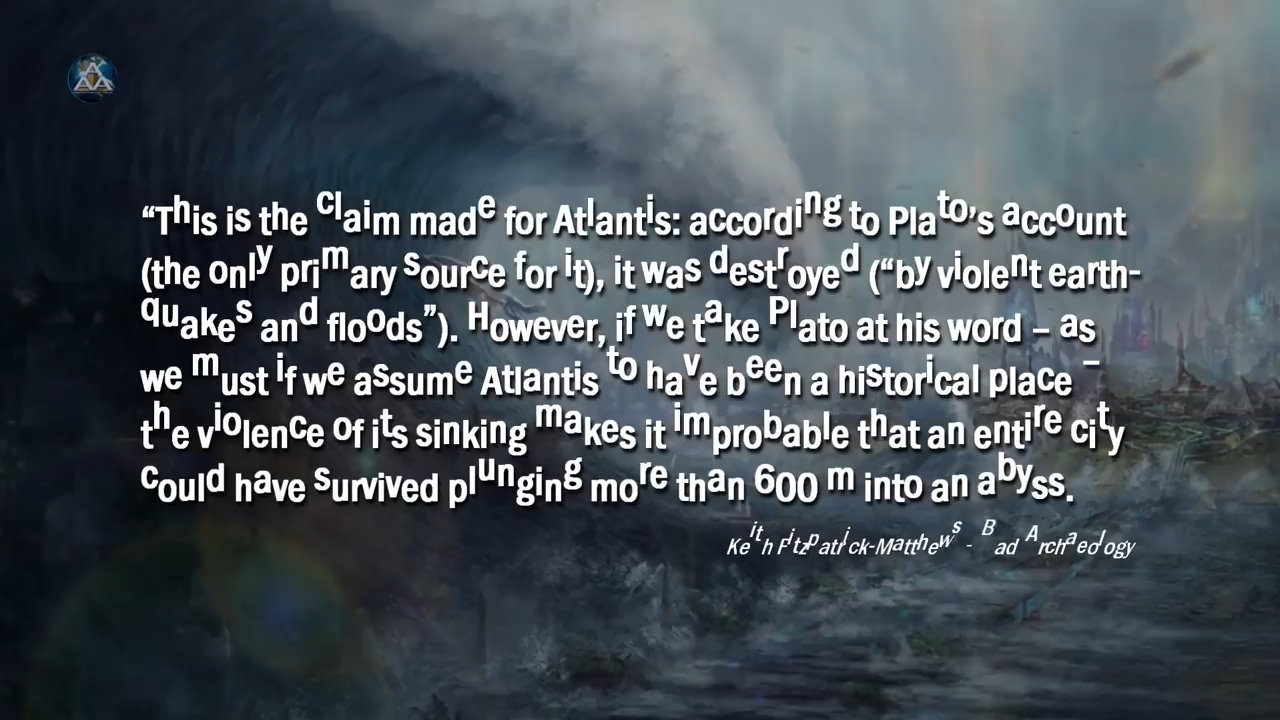 “This is the claim made for Atlantis: according to Plato’s account
(the only primary source for it), it was destroyed (“by violent earth-
quakes and floods”). However, if we take Plato at his word – as
we must if we assume Atlantis to have been a historical place –
the violence of its sinking makes it improbable that an entire city
could have survived plunging more than 600 m into an abyss.
Keith Fitzpatrick-Matthews - Bad Archaeology